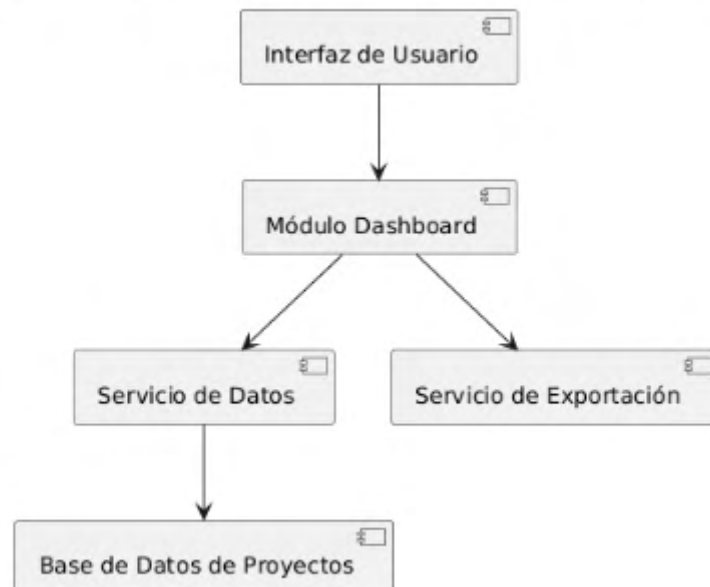 Interfaz de Usuario
Módulo Dashboard
Servicio de Datos
Servicio de Exportación
Base de Datos de Proyectos